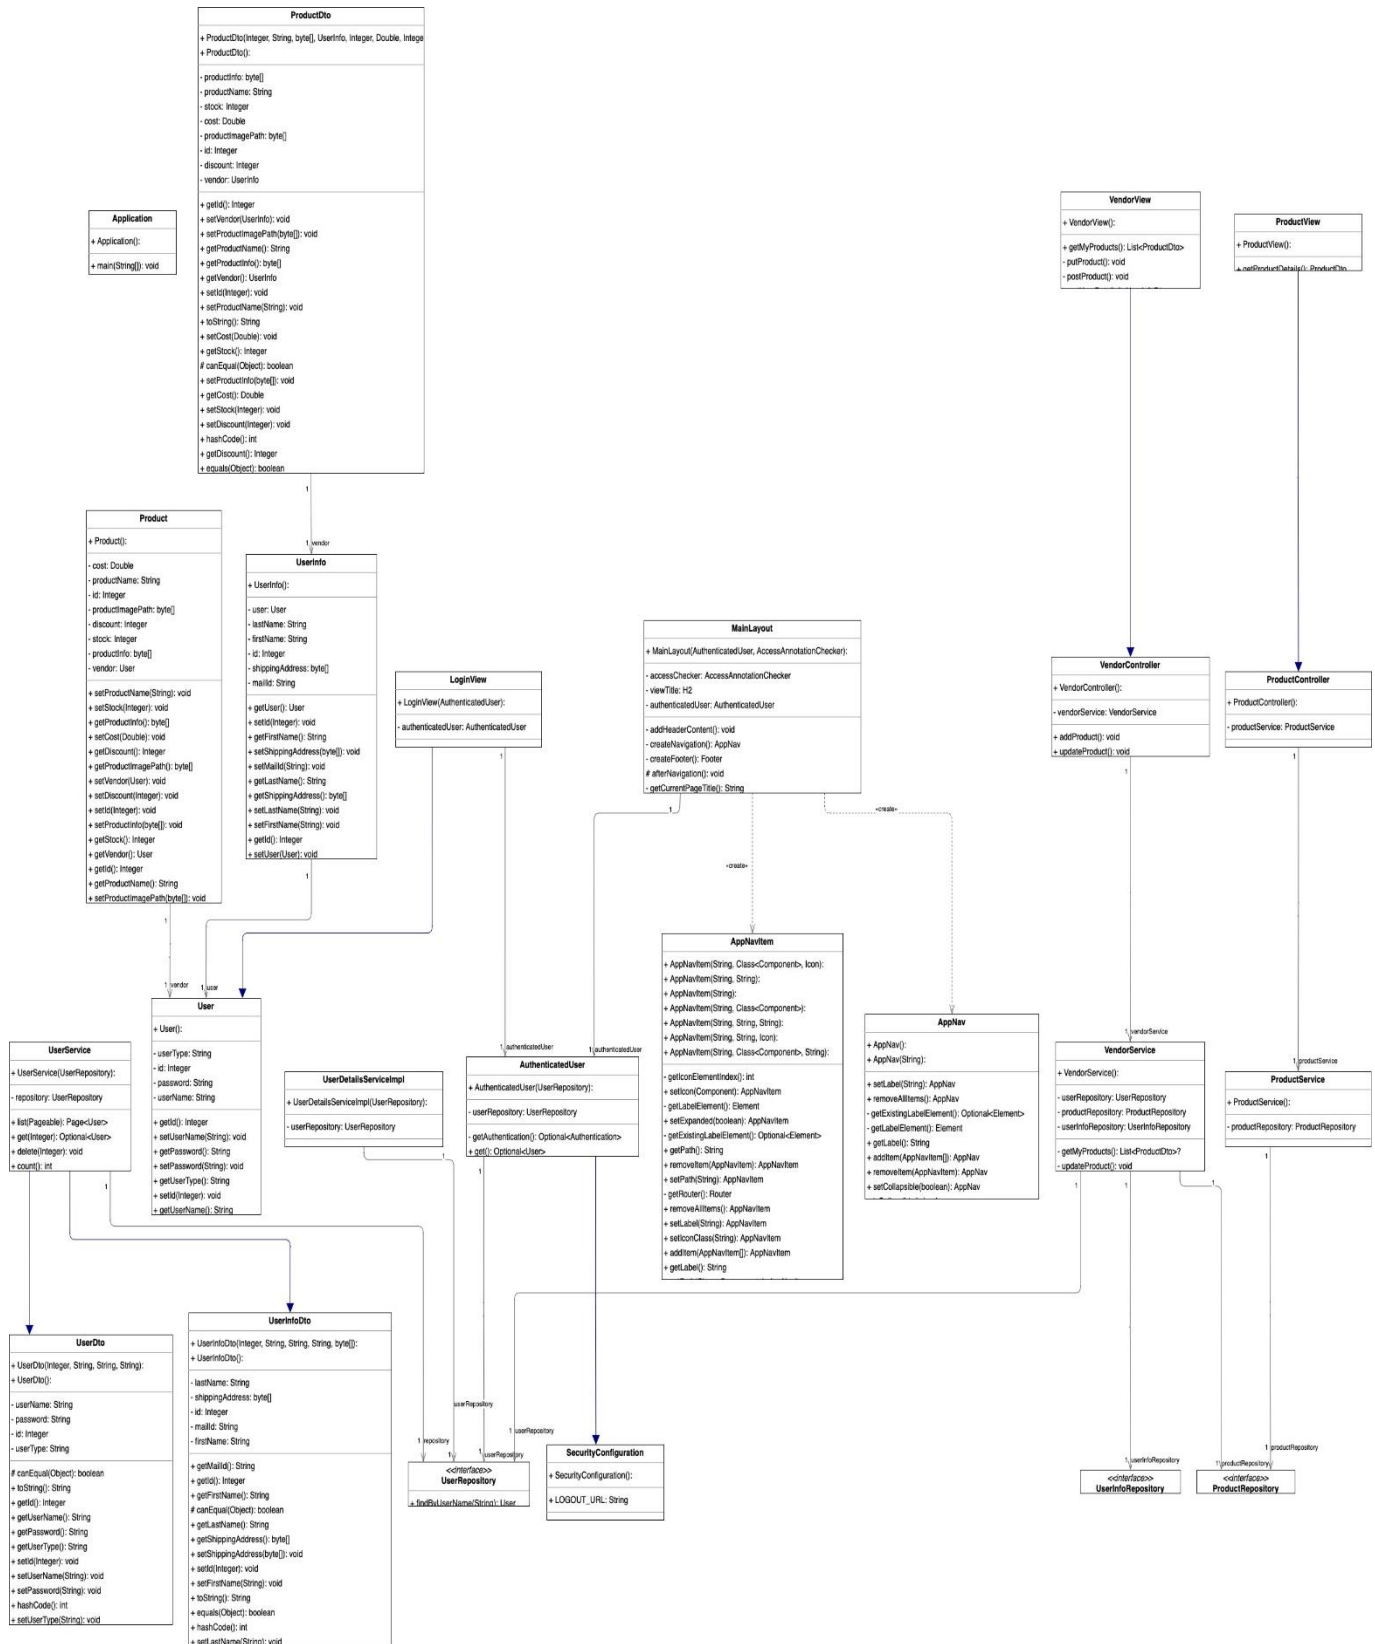 ProductDto
+ ProductDto(Integer, String, byte[], UserInfo, Integer, Double, Intege
+ ProductDto():
- productInfo: byte[]
- productName: String
- stock: Integer
- cost: Double
- productImagePath: byte[]
- id: Integer
- discount: Integer
- vendor: UserInfo
+ getId(): Integer
+ setVendor(UserInfo): void
+ setProductImagePath(byte[]): void
+ getProductName(): String
+ getProductInfo(): byte[]
+ getVendor(): UserInfo
+ setId(Integer): void
+ setProductName(String): void
+ toString(): String
+ setCost(Double): void
+ getStock(): Integer
# canEqual(Object): boolean
+ setProductInfo(byte[]): void
+ getCost(): Double
+ setStock(Integer): void
+ setDiscount(Integer): void
+ hashCode(): int
+ getDiscount(): Integer
+ equals(Object): boolean
1
1 vendor
Application
+ Application():
+ main(String[]): void
VendorView
+ VendorView():
+ getMyProducts(): List<ProductDto>
- putProduct(): void
- postProduct(): void
ProductView
+ ProductView():
+ getProductDetails(): ProductDto
Product
+ Product():
- cost: Double
- productName: String
- id: Integer
- productImagePath: byte[]
- discount: Integer
- stock: Integer
- productInfo: byte[]
- vendor: User
+ setProductName(String): void
+ setStock(Integer): void
+ getProductInfo(): byte[]
+ setCost(Double): void
+ getDiscount(): Integer
+ getProductImagePath(): byte[]
+ setVendor(User): void
+ setDiscount(Integer): void
+ setId(Integer): void
+ setProductInfo(byte[]): void
+ getStock(): Integer
+ getVendor(): User
+ getId(): Integer
+ getProductName(): String
+ setProductImagePath(byte[]): void
1
1 vendor
UserInfo
+ UserInfo():
- user: User
- lastName: String
- firstName: String
- id: Integer
- shippingAddress: byte[]
- mailId: String
+ getUser(): User
+ setId(Integer): void
+ getFirstName(): String
+ setShippingAddress(byte[]): void
+ setMailId(String): void
+ getLastName(): String
+ getShippingAddress(): byte[]
+ setLastName(String): void
+ setFirstName(String): void
+ getId(): Integer
+ setUser(User): void
1
1 user
LoginView
+ LoginView(AuthenticatedUser):
- authenticatedUser: AuthenticatedUser
1
1 authenticatedUser
MainLayout
+ MainLayout(AuthenticatedUser, AccessAnnotationChecker):
- accessChecker: AccessAnnotationChecker
- viewTitle: H2
- authenticatedUser: AuthenticatedUser
- addHeaderContent(): void
- createNavigation(): AppNav
- createFooter(): Footer
# afterNavigation(): void
- getCurrentPageTitle(): String
1
«create»
«create»
1 authenticatedUser
VendorController
+ VendorController():
- vendorService: VendorService
+ addProduct(): void
+ updateProduct(): void
1
1 vendorService
ProductController
+ ProductController():
- productService: ProductService
1
1 productService
User
+ User():
- userType: String
- id: Integer
- password: String
- userName: String
+ getId(): Integer
+ setUserName(String): void
+ getPassword(): String
+ setPassword(String): void
+ getUserType(): String
+ setId(Integer): void
+ getUserName(): String
UserService
+ UserService(UserRepository):
- repository: UserRepository
+ list(Pageable): Page<User>
+ get(Integer): Optional<User>
+ delete(Integer): void
+ count(): int
1
1 repository
UserDetailsServiceImpl
+ UserDetailsServiceImpl(UserRepository):
- userRepository: UserRepository
1
userRepository
1
AuthenticatedUser
+ AuthenticatedUser(UserRepository):
- userRepository: UserRepository
- getAuthentication(): Optional<Authentication>
+ get(): Optional<User>
1
1 userRepository
AppNavItem
+ AppNavItem(String, Class<Component>, Icon):
+ AppNavItem(String, String):
+ AppNavItem(String):
+ AppNavItem(String, Class<Component>):
+ AppNavItem(String, String, String):
+ AppNavItem(String, String, Icon):
+ AppNavItem(String, Class<Component>, String):
- getIconElementIndex(): int
+ setIcon(Component): AppNavItem
- getLabelElement(): Element
+ setExpanded(boolean): AppNavItem
- getExistingLabelElement(): Optional<Element>
+ getPath(): String
+ removeItem(AppNavItem): AppNavItem
+ setPath(String): AppNavItem
- getRouter(): Router
+ removeAllItems(): AppNavItem
+ setLabel(String): AppNavItem
+ setIconClass(String): AppNavItem
+ addItem(AppNavItem[]): AppNavItem
+ getLabel(): String
AppNav
+ AppNav():
+ AppNav(String):
+ setLabel(String): AppNav
+ removeAllItems(): AppNav
- getExistingLabelElement(): Optional<Element>
- getLabelElement(): Element
+ getLabel(): String
+ addItem(AppNavItem[]): AppNav
+ removeItem(AppNavItem): AppNav
+ setCollapsible(boolean): AppNav
VendorService
+ VendorService():
- userRepository: UserRepository
- productRepository: ProductRepository
- userInfoRepository: UserInfoRepository
- getMyProducts(): List<ProductDto>?
- updateProduct(): void
1
1
1
1 userRepository
1 userInfoRepository
1 productRepository
ProductService
+ ProductService():
- productRepository: ProductRepository
1
1 productRepository
UserDto
+ UserDto(Integer, String, String, String):
+ UserDto():
- userName: String
- password: String
- id: Integer
- userType: String
# canEqual(Object): boolean
+ toString(): String
+ getId(): Integer
+ getUserName(): String
+ getPassword(): String
+ getUserType(): String
+ setId(Integer): void
+ setUserName(String): void
+ setPassword(String): void
+ hashCode(): int
+ setUserType(String): void
UserInfoDto
+ UserInfoDto(Integer, String, String, String, byte[]):
+ UserInfoDto():
- lastName: String
- shippingAddress: byte[]
- id: Integer
- mailId: String
- firstName: String
+ getMailId(): String
+ getId(): Integer
+ getFirstName(): String
# canEqual(Object): boolean
+ getLastName(): String
+ getShippingAddress(): byte[]
+ setShippingAddress(byte[]): void
+ setId(Integer): void
+ setFirstName(String): void
+ toString(): String
+ equals(Object): boolean
+ hashCode(): int
+ setLastName(String): void
<<interface>>
UserRepository
+ findByUserName(String): User
SecurityConfiguration
+ SecurityConfiguration():
+ LOGOUT_URL: String
<<interface>>
UserInfoRepository
<<interface>>
ProductRepository